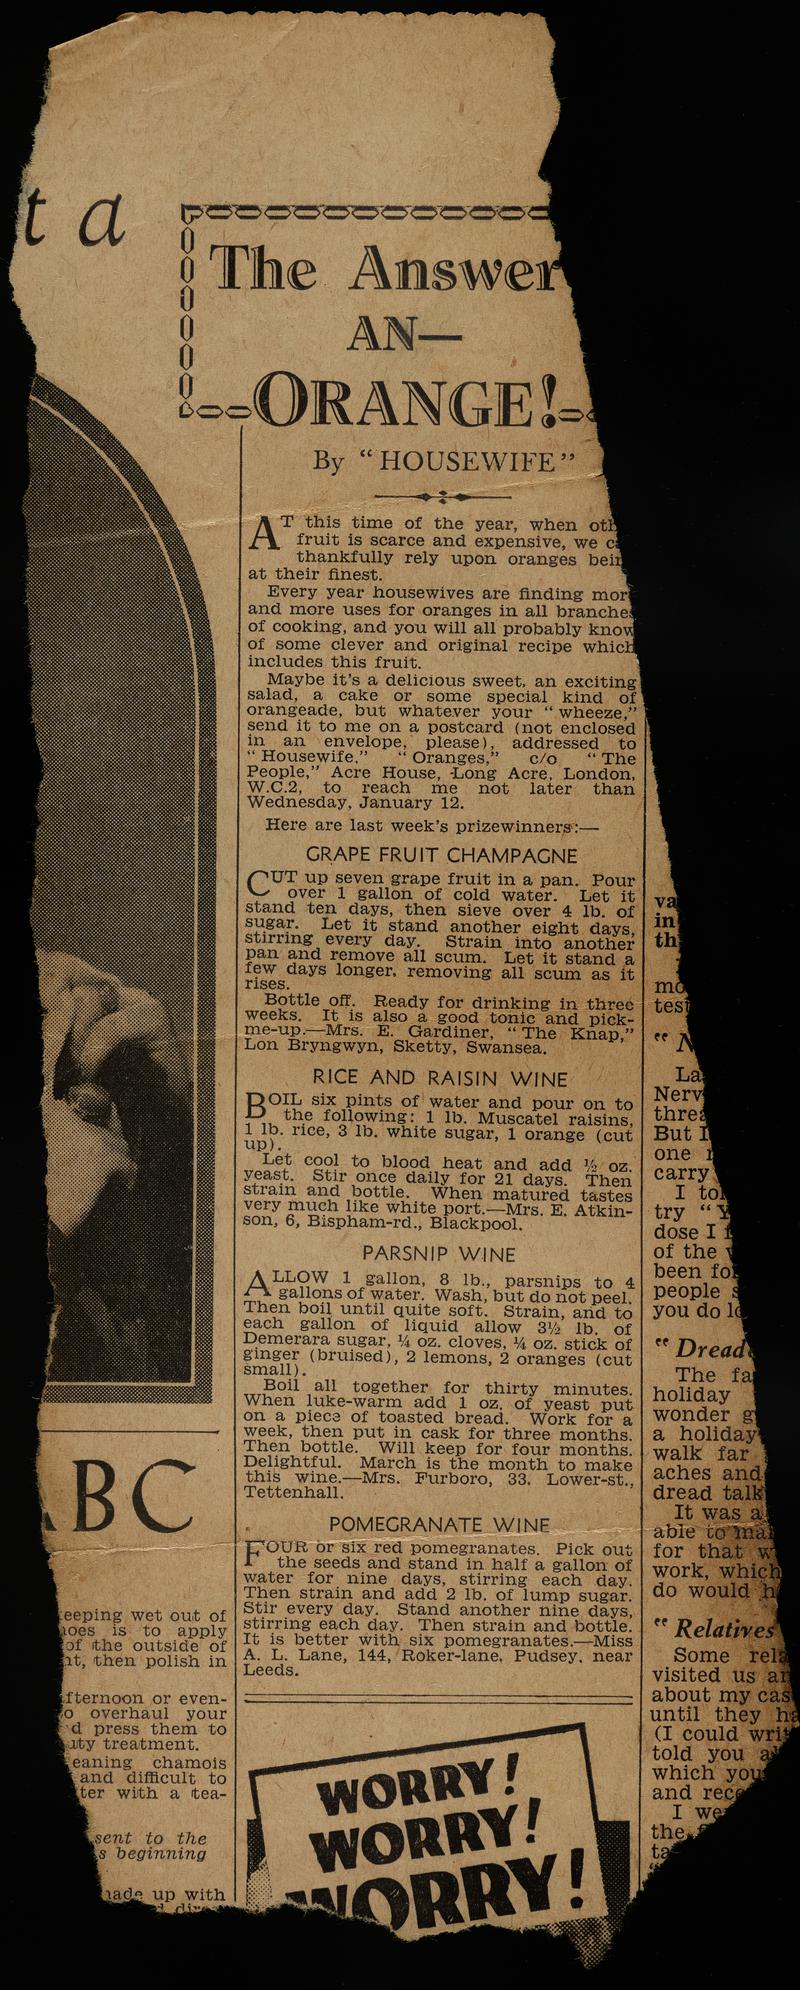 t a
The Answer
AN—
ORANGE!
By "HOUSEWIFE"
AT this time of the year, when
fruit is scarce and expensive, we
thankfully rely upon oranges
at their finest.
Every year housewives are finding
and more uses for oranges in all
of cooking, and you will all probably know
of some clever and original recipe which
includes this fruit.
Maybe it's a delicious sweet, an exciting
salad, a cake or some special kind of
orangeade, but whatever your "wheeze,"
send it to me on a postcard (not enclosed
in an envelope, please), addressed to
"Housewife," "Oranges," c/o "The
People," Acre House, Long Acre, London,
W.C.2, to reach me not later than
Wednesday, January 12.
Here are last week's prizewinners:—
GRAPE FRUIT CHAMPAGNE
CUT up seven grape fruit in a pan. Pour
over 1 gallon of cold water. Let it
stand ten days, then sieve over 4 lb. of
sugar. Let it stand another eight days,
stirring every day. Strain into another
pan and remove all scum. Let it stand a
few days longer, removing all scum as it
rises.
Bottle off. Ready for drinking in three
weeks. It is also a good tonic and pick-
me-up.—Mrs. E. Gardiner, "The Knap,"
Lon Bryngwyn, Sketty, Swansea.
RICE AND RAISIN WINE
BOIL six pints of water and pour on to
the following: 1 lb. Muscatel raisins,
1 lb. rice, 3 lb. white sugar, 1 orange (cut
up).
Let cool to blood heat and add ½ oz.
yeast. Stir once daily for 21 days. Then
strain and bottle. When matured tastes
very much like white port.—Mrs. E. Atkin-
son, 6, Bispham-rd., Blackpool.
PARSNIP WINE
ALLOW 1 gallon, 8 lb., parsnips to 4
gallons of water. Wash, but do not peel.
Then boil until quite soft. Strain, and to
each gallon of liquid allow 3½ lb. of
Demerara sugar, ¼ oz. cloves, ¼ oz. stick of
ginger (bruised), 2 lemons, 2 oranges (cut
small).
Boil all together for thirty minutes.
When luke-warm add 1 oz. of yeast put
on a piece of toasted bread. Work for a
week, then put in cask for three months.
Then bottle. Will keep for four months.
Delightful. March is the month to make
this wine.—Mrs. Furboro, 33, Lower-st.,
Tettenhall.
POMEGRANATE WINE
FOUR or six red pomegranates. Pick out
the seeds and stand in half a gallon of
water for nine days, stirring each day.
Then strain and add 2 lb. of lump sugar.
Stir every day. Stand another nine days,
stirring each day. Then strain and bottle.
It is better with six pomegranates.—Miss
A. L. Lane, 144, Roker-lane, Pudsey, near
Leeds.
WORRY!
WORRY!
WORRY!
BC
eeping wet out of
is to apply
of the outside of
then polish in
or even-
overhaul your
press them to
treatment.
eaning chamois
and difficult to
with a tea-
sent to the
s beginning
up with
va
in
th
mo
test
" N
La
Nerv
But I
one
carry
I
try "
dose I
of the
been
people
you do
" Dread
The
holiday
wonder
a holiday
walk far
aches and
dread talk
It was
able to
for that
work, which
do would
" Relatives
Some
visited us
about my
until they
(I could
told you
which you
and
I
the